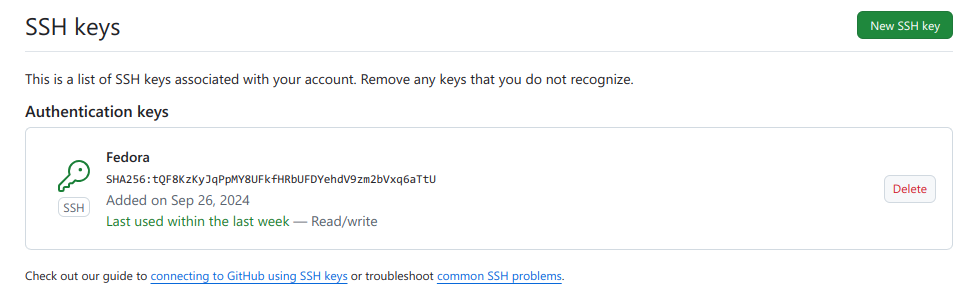 SSH keys
New SSH key
This is a list of SSH keys associated with your account. Remove any keys that you do not recognize.
Authentication keys
Fedora
SHA256:tQF8KzKyJqPpMY8UFkfHRbUFDYehdV9zm2bVxq6aTtU
SSH
Added on Sep 26, 2024
Last used within the last week — Read/write
Delete
Check out our guide to connecting to GitHub using SSH keys or troubleshoot common SSH problems.